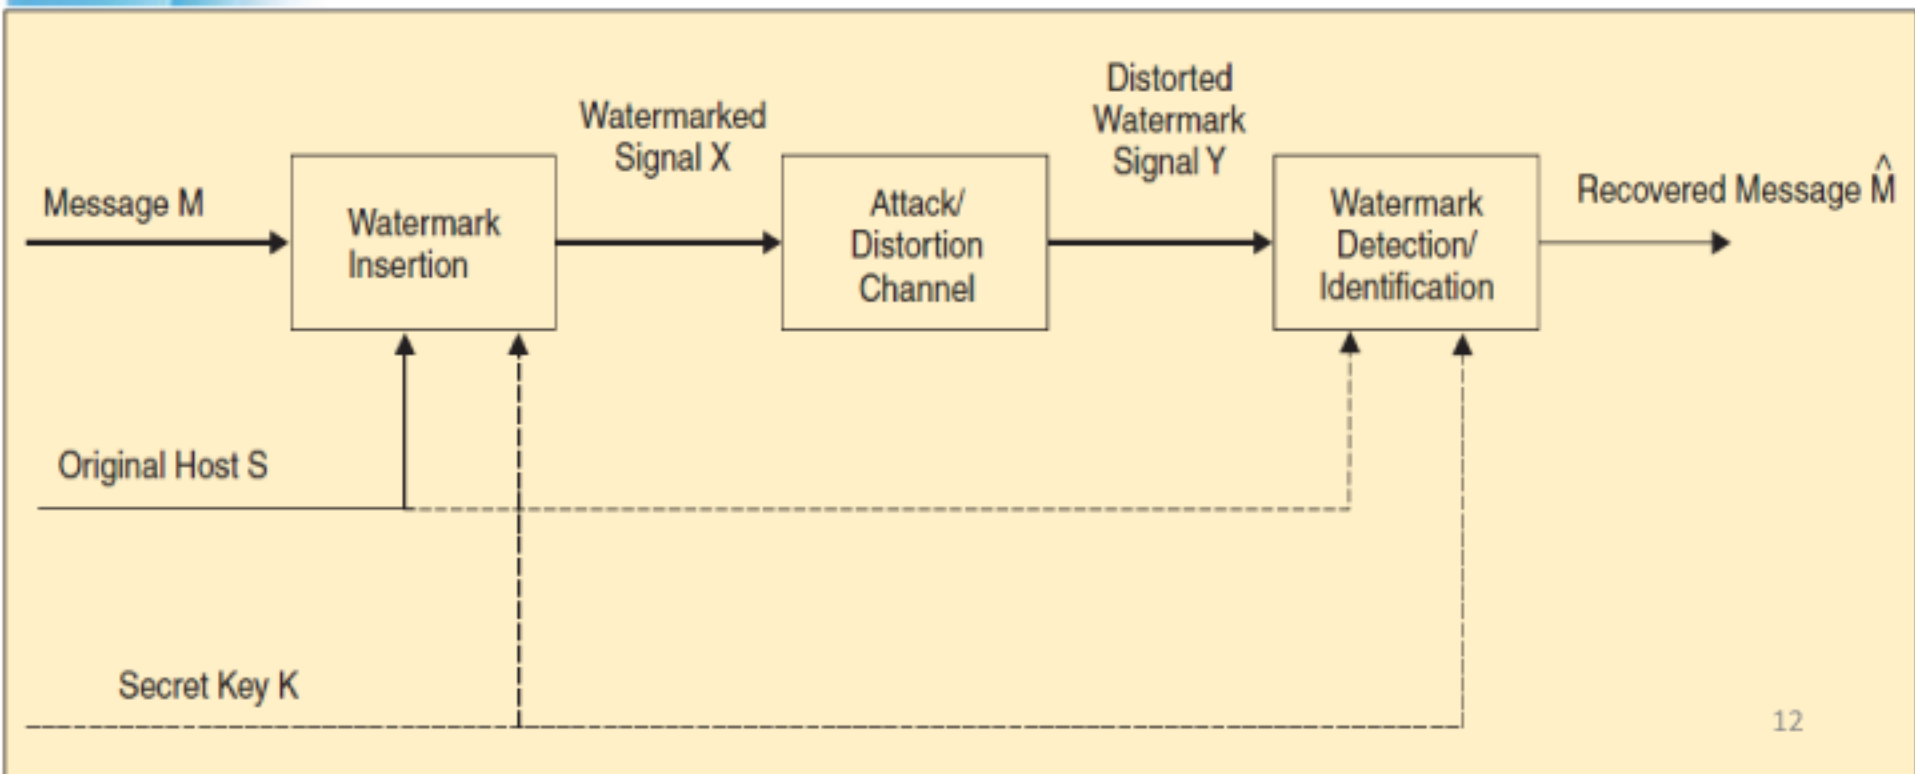 Message M
Watermark
Insertion
Watermarked
Signal X
Attack/
Distortion
Channel
Distorted
Watermark
Signal Y
Watermark
Detection/
Identification
Recovered Message M̂
Original Host S
Secret Key K
12